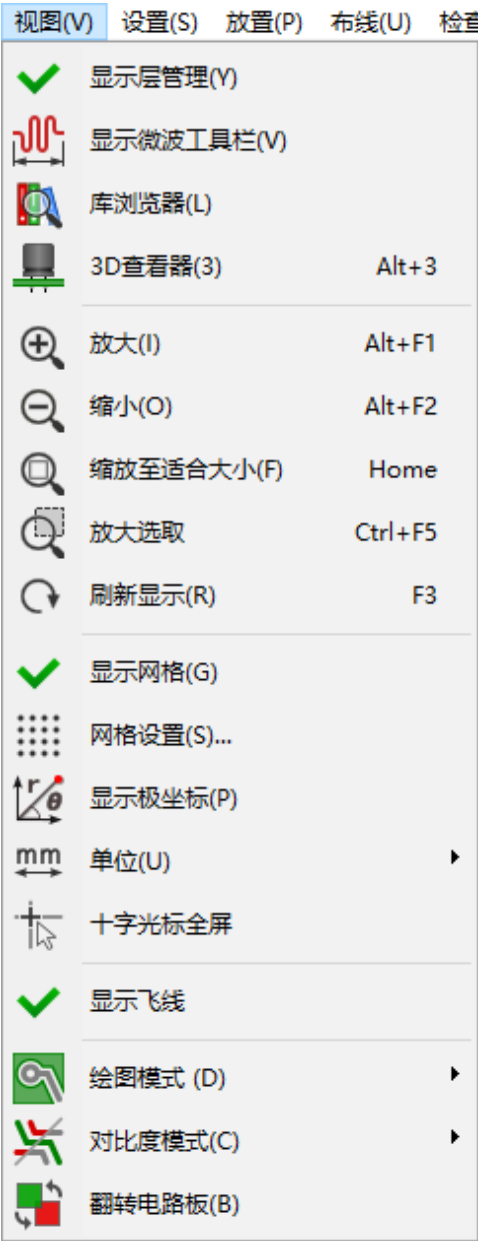 视图(V) 设置(S) 放置(P) 布线(U) 检查
显示层管理(Y)
显示微波工具栏(V)
库浏览器(L)
3D查看器(3) Alt+3
放大(I) Alt+F1
缩小(O) Alt+F2
缩放至适合大小(F) Home
放大选取 Ctrl+F5
刷新显示(R) F3
显示网格(G)
网格设置(S)...
r θ 显示极坐标(P)
mm 单位(U)
十字光标全屏
显示飞线
绘图模式 (D)
对比度模式(C)
翻转电路板(B)